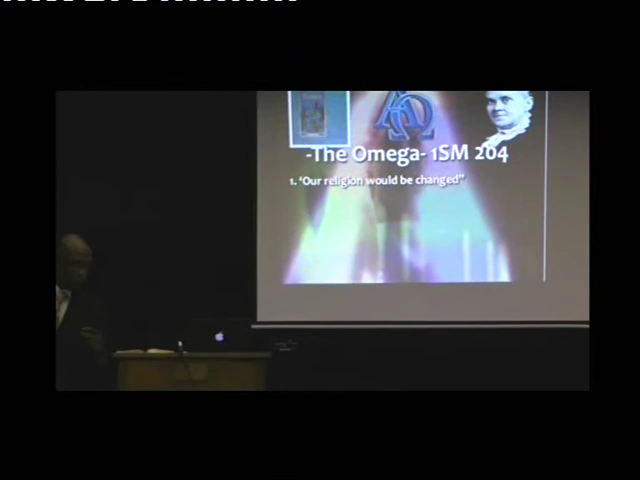 -The Omega- 1SM 204
1. 'Our religion would be changed"